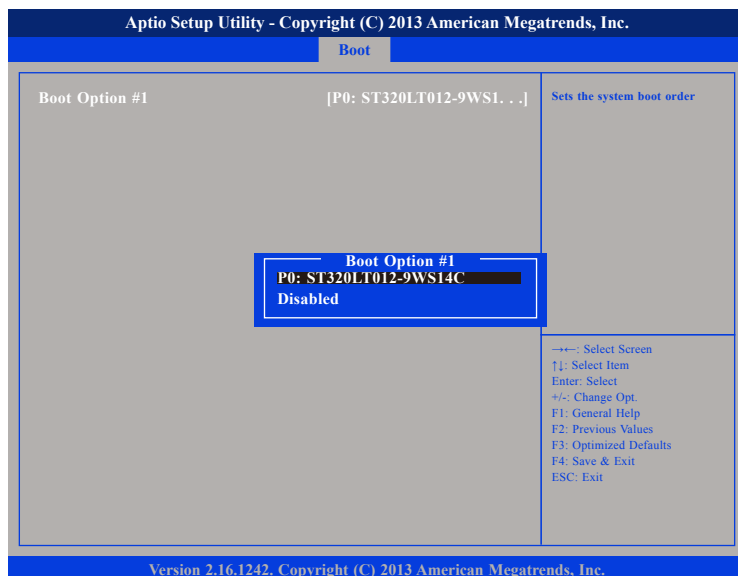 Aptio Setup Utility - Copyright (C) 2013 American Megatrends, Inc.
Boot
Boot Option #1 [P0: ST320LT012-9WS1. . .]
Sets the system boot order
Boot Option #1
P0: ST320LT012-9WS14C
Disabled
→←: Select Screen
↑↓: Select Item
Enter: Select
+/-: Change Opt.
F1: General Help
F2: Previous Values
F3: Optimized Defaults
F4: Save & Exit
ESC: Exit
Version 2.16.1242. Copyright (C) 2013 American Megatrends, Inc.